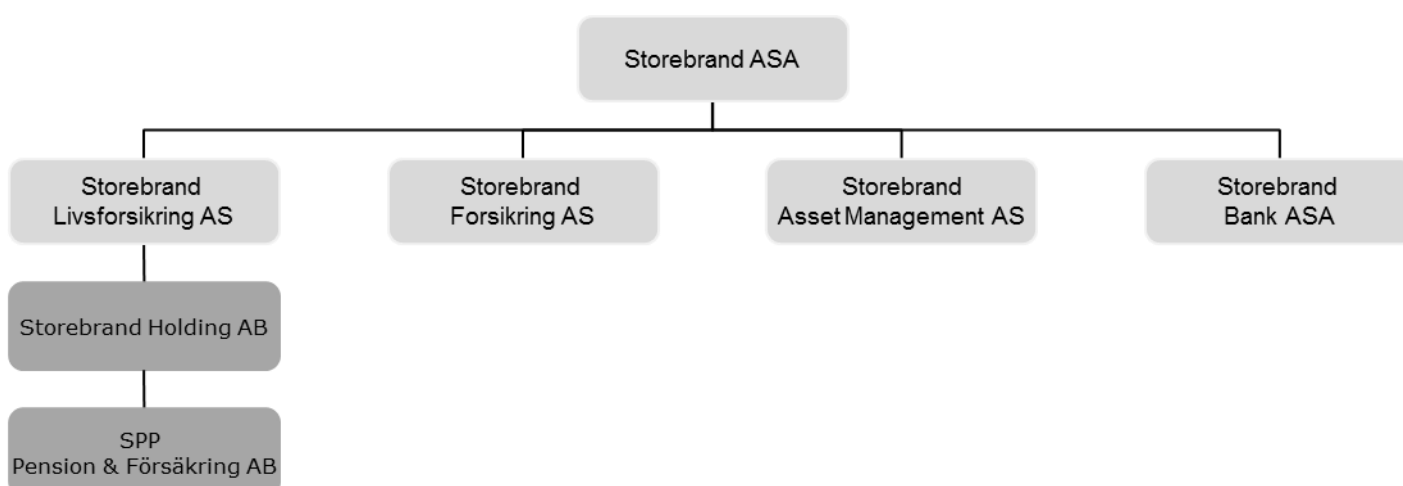 Storebrand ASA
Storebrand
Livsforsikring AS
Storebrand
Forsikring AS
Storebrand
Asset Management AS
Storebrand
Bank ASA
Storebrand Holding AB
SPP
Pension & Försäkring AB